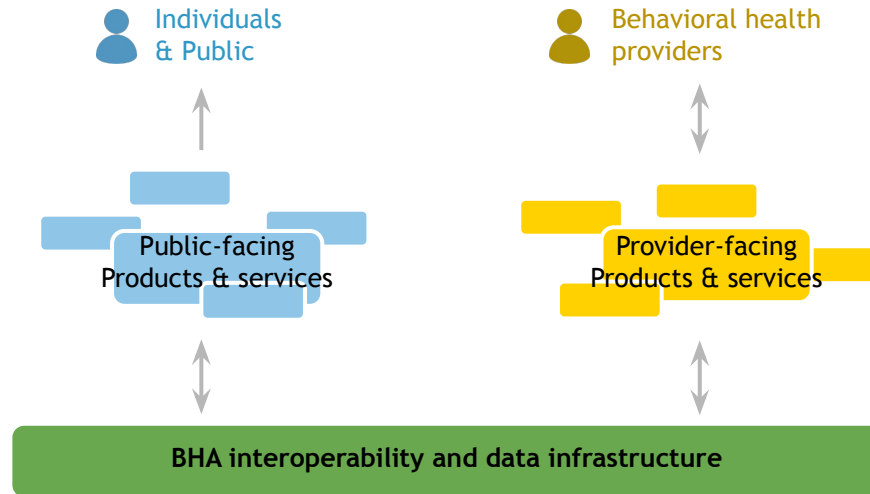 Individuals
& Public
Behavioral health
providers
Public-facing
Products & services
Provider-facing
Products & services
BHA interoperability and data infrastructure